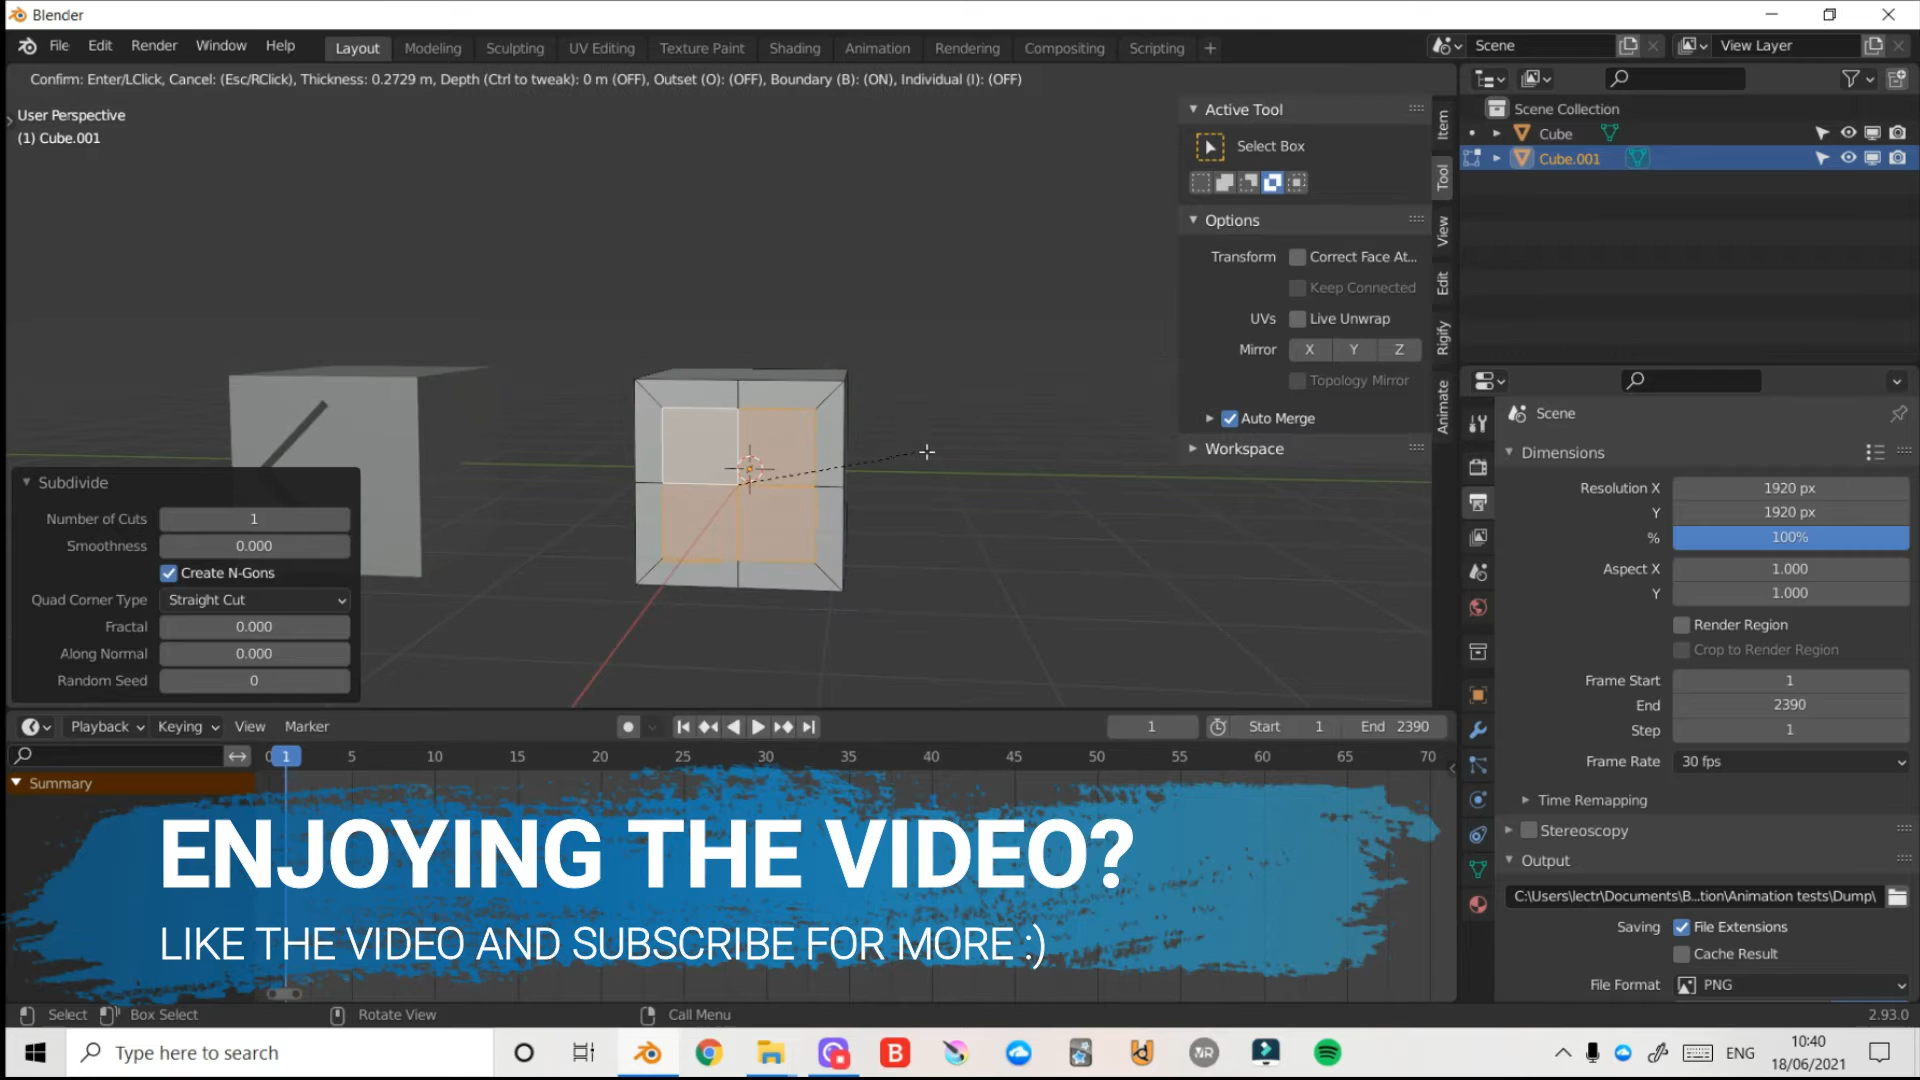 Blender
File Edit Render Window Help Layout Modeling Sculpting UV Editing Texture Paint Shading Animation Rendering Compositing Scripting + Scene View Layer
Confirm: Enter/LClick, Cancel: (Esc/RClick), Thickness: 0.2729 m, Depth (Ctrl to tweak): 0 m (OFF), Outset (O): (OFF), Boundary (B): (ON), Individual (I): (OFF)
User Perspective
(1) Cube.001
Active Tool
Select Box
Options
Transform Correct Face At...
Keep Connected
UVs Live Unwrap
Mirror X Y Z
Topology Mirror
Auto Merge
Workspace
Item
Tool
View
Edit
Rigify
Animate
Scene Collection
Cube
Cube.001
Scene
Dimensions
Resolution X 1920 px
Y 1920 px
% 100%
Aspect X 1.000
Y 1.000
Render Region
Crop to Render Region
Frame Start 1
End 2390
Step 1
Frame Rate 30 fps
Time Remapping
Stereoscopy
Output
C:\Users\lectr\Documents\B...tion\Animation tests\Dump\
Saving File Extensions
Cache Result
File Format PNG
Subdivide
Number of Cuts 1
Smoothness 0.000
Create N-Gons
Quad Corner Type Straight Cut
Fractal 0.000
Along Normal 0.000
Random Seed 0
Playback Keying View Marker 1 Start 1 End 2390
0 1 5 10 15 20 25 30 35 40 45 50 55 60 65 70
Summary
ENJOYING THE VIDEO?
LIKE THE VIDEO AND SUBSCRIBE FOR MORE :)
Select Box Select Rotate View Call Menu 2.93.0
Type here to search
B
VR
ENG
10:40
18/06/2021